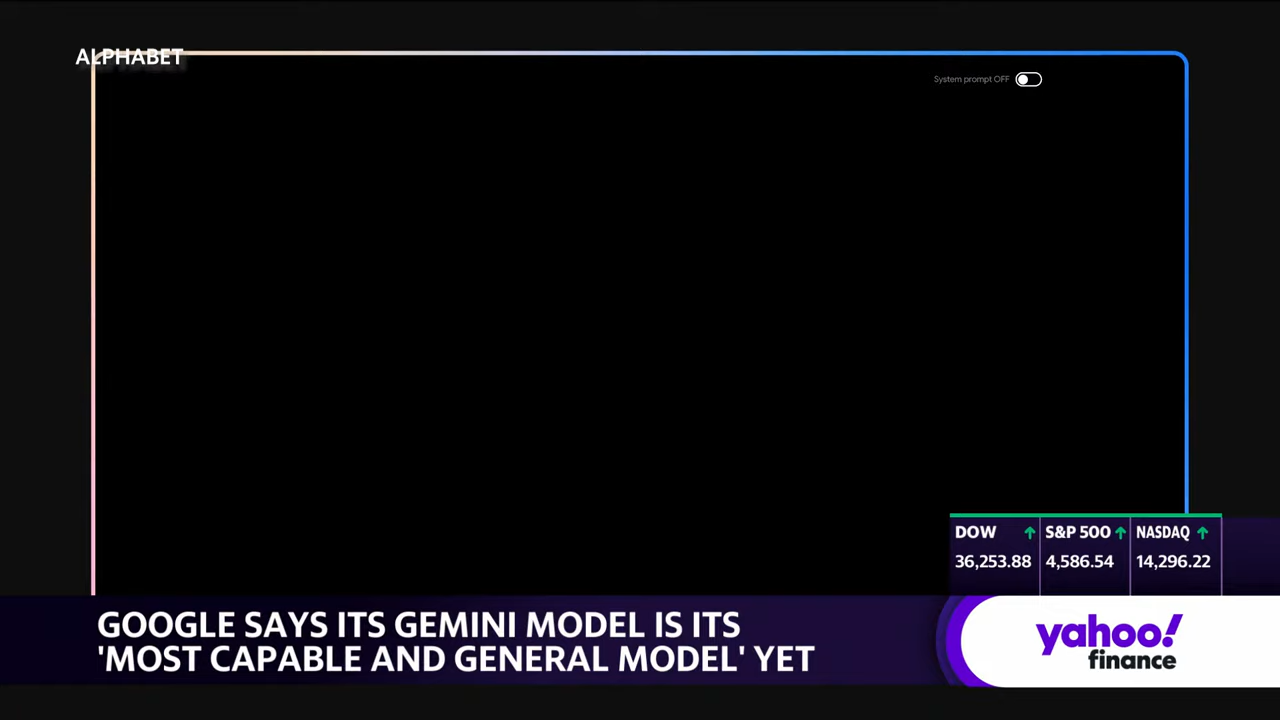 ALPHABET
System prompt OFF
DOW
S&P 500
NASDAQ
36,253.88
4,586.54
14,296.22
GOOGLE SAYS ITS GEMINI MODEL IS ITS
'MOST CAPABLE AND GENERAL MODEL' YET
yahoo!
finance